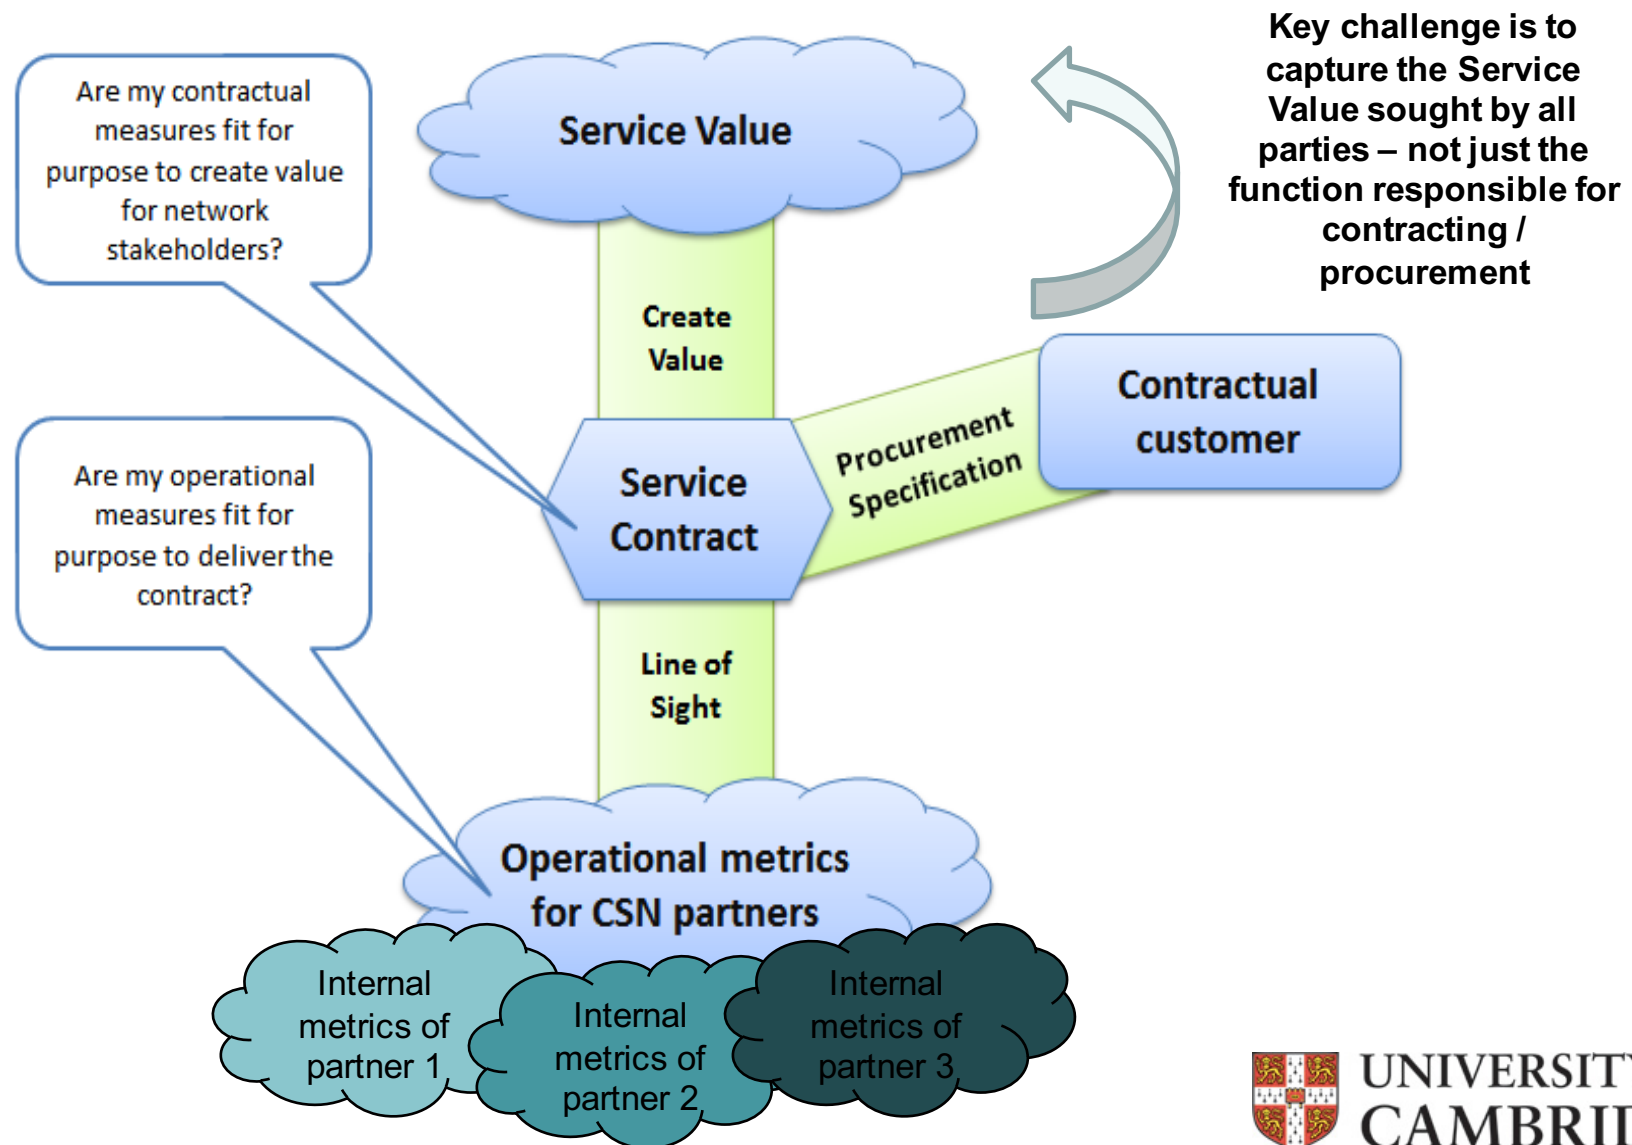 Key challenge is to
capture the Service
Value sought by all
parties – not just the
function responsible for
contracting /
procurement
Are my contractual
measures fit for
purpose to create value
for network
stakeholders?
Service Value
Create
Value
Contractual
customer
Procurement
Specification
Service
Contract
Are my operational
measures fit for
purpose to deliver the
contract?
Line of
Sight
Operational metrics
for CSN partners
Internal
metrics of
partner 1
Internal
metrics of
partner 2
Internal
metrics of
partner 3
UNIVERSITY
CAMBRID